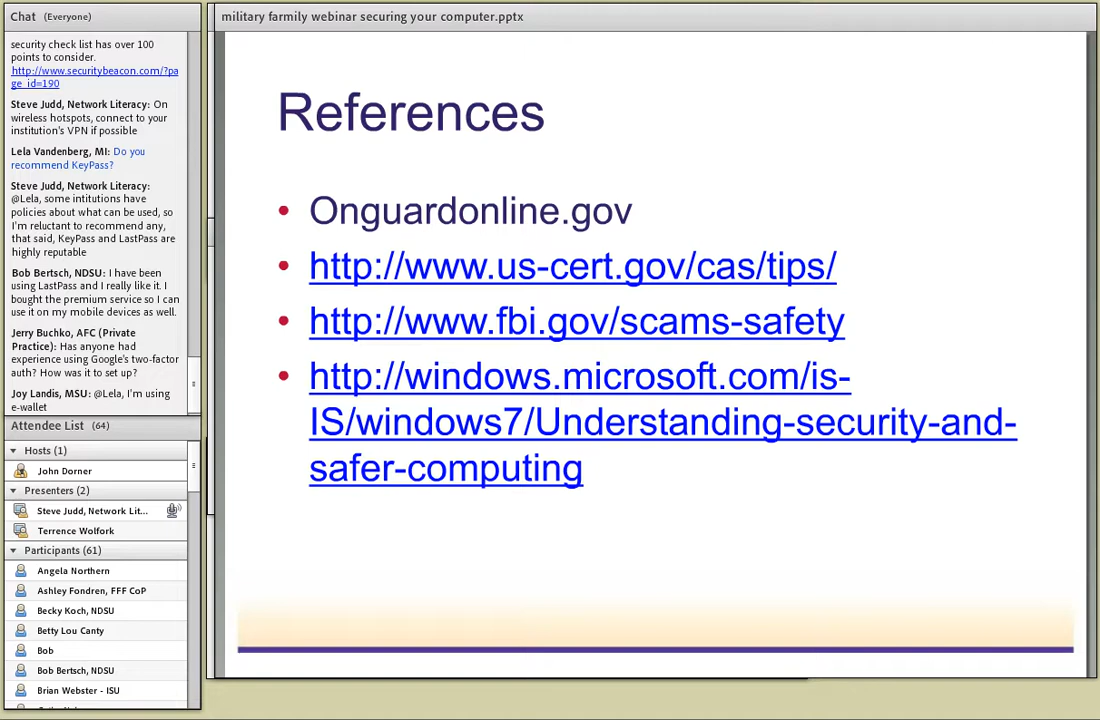 Chat (Everyone)
security check list has over 100
points to consider.
http://www.securitybeacon.com/?pa
ge_id=190
Steve Judd, Network Literacy: On
wireless hotspots, connect to your
institution's VPN if possible
Lela Vandenberg, MI: Do you
recommend KeyPass?
Steve Judd, Network Literacy:
@Lela, some intitutions have
policies about what can be used, so
I'm reluctant to recommend any,
that said, KeyPass and LastPass are
highly reputable
Bob Bertsch, NDSU: I have been
using LastPass and I really like it. I
bought the premium service so I can
use it on my mobile devices as well.
Jerry Buchko, AFC (Private
Practice): Has anyone had
experience using Google's two-factor
auth? How was it to set up?
Joy Landis, MSU: @Lela, I'm using
e-wallet
Attendee List (64)
Hosts (1)
John Dorner
Presenters (2)
Steve Judd, Network Lit...
Terrence Wolfork
Participants (61)
Angela Northern
Ashley Fondren, FFF CoP
Becky Koch, NDSU
Betty Lou Canty
Bob
Bob Bertsch, NDSU
Brian Webster - ISU
military farmily webinar securing your computer.pptx
References
• Onguardonline.gov
• http://www.us-cert.gov/cas/tips/
• http://www.fbi.gov/scams-safety
• http://windows.microsoft.com/is-
IS/windows7/Understanding-security-and-
safer-computing